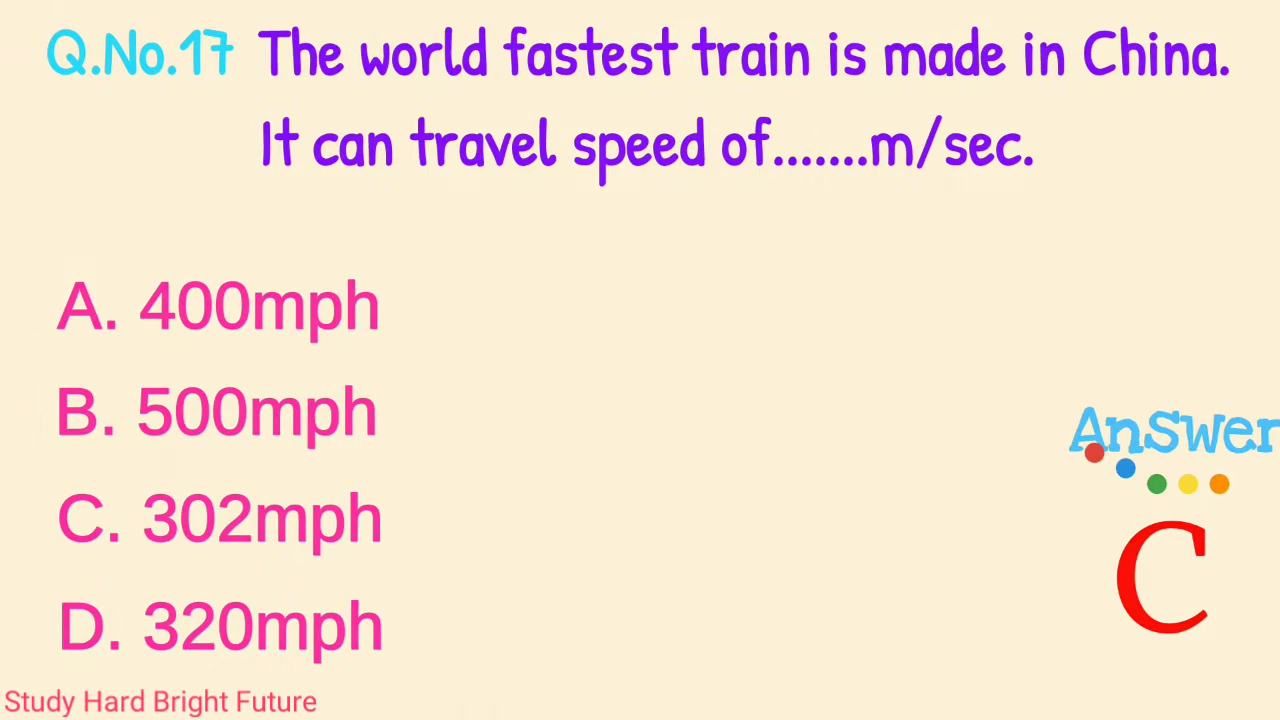 Q.No.17 The world fastest train is made in China.
It can travel speed of.......m/sec.
A. 400mph
B. 500mph
C. 302mph
D. 320mph
Answer
C
Study Hard Bright Future